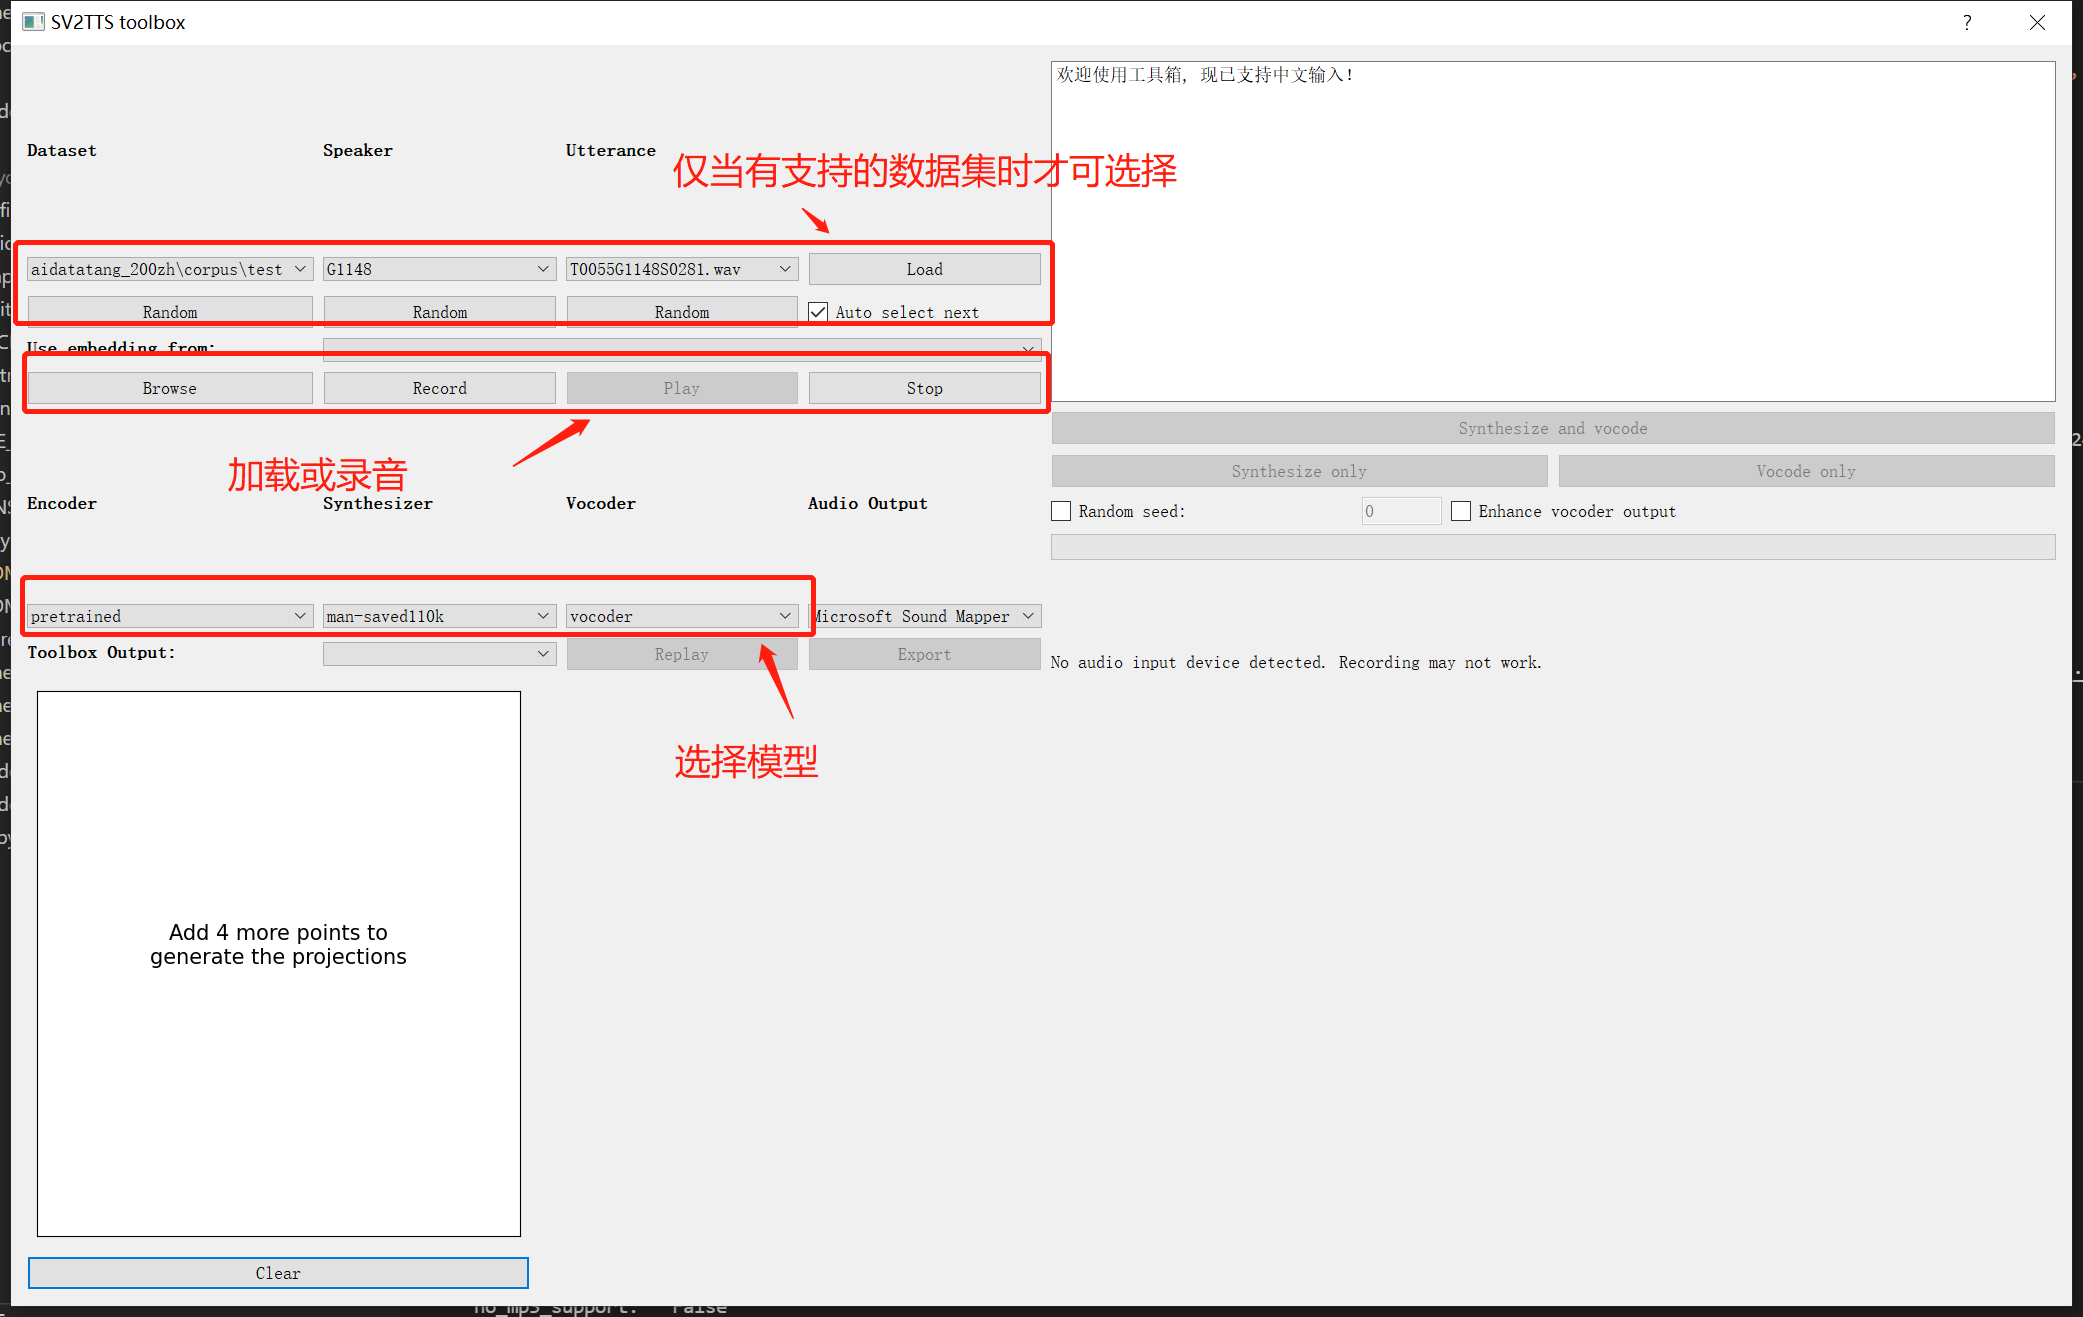 SV2TTS toolbox
?
欢迎使用工具箱, 现已支持中文输入!
Dataset Speaker Utterance
仅当有支持的数据集时才可选择
aidatatang_200zh\corpus\test G1148 T0055G1148S0281.wav Load
Random Random Random Auto select next
Use embedding from:
Browse Record Play Stop
Synthesize and vocode
加载或录音
Synthesize only Vocode only
Encoder Synthesizer Vocoder Audio Output
Random seed: 0 Enhance vocoder output
pretrained man-saved110k vocoder Microsoft Sound Mapper
Toolbox Output: Replay Export
No audio input device detected. Recording may not work.
选择模型
Add 4 more points to
generate the projections
Clear
no_mp3_support: False